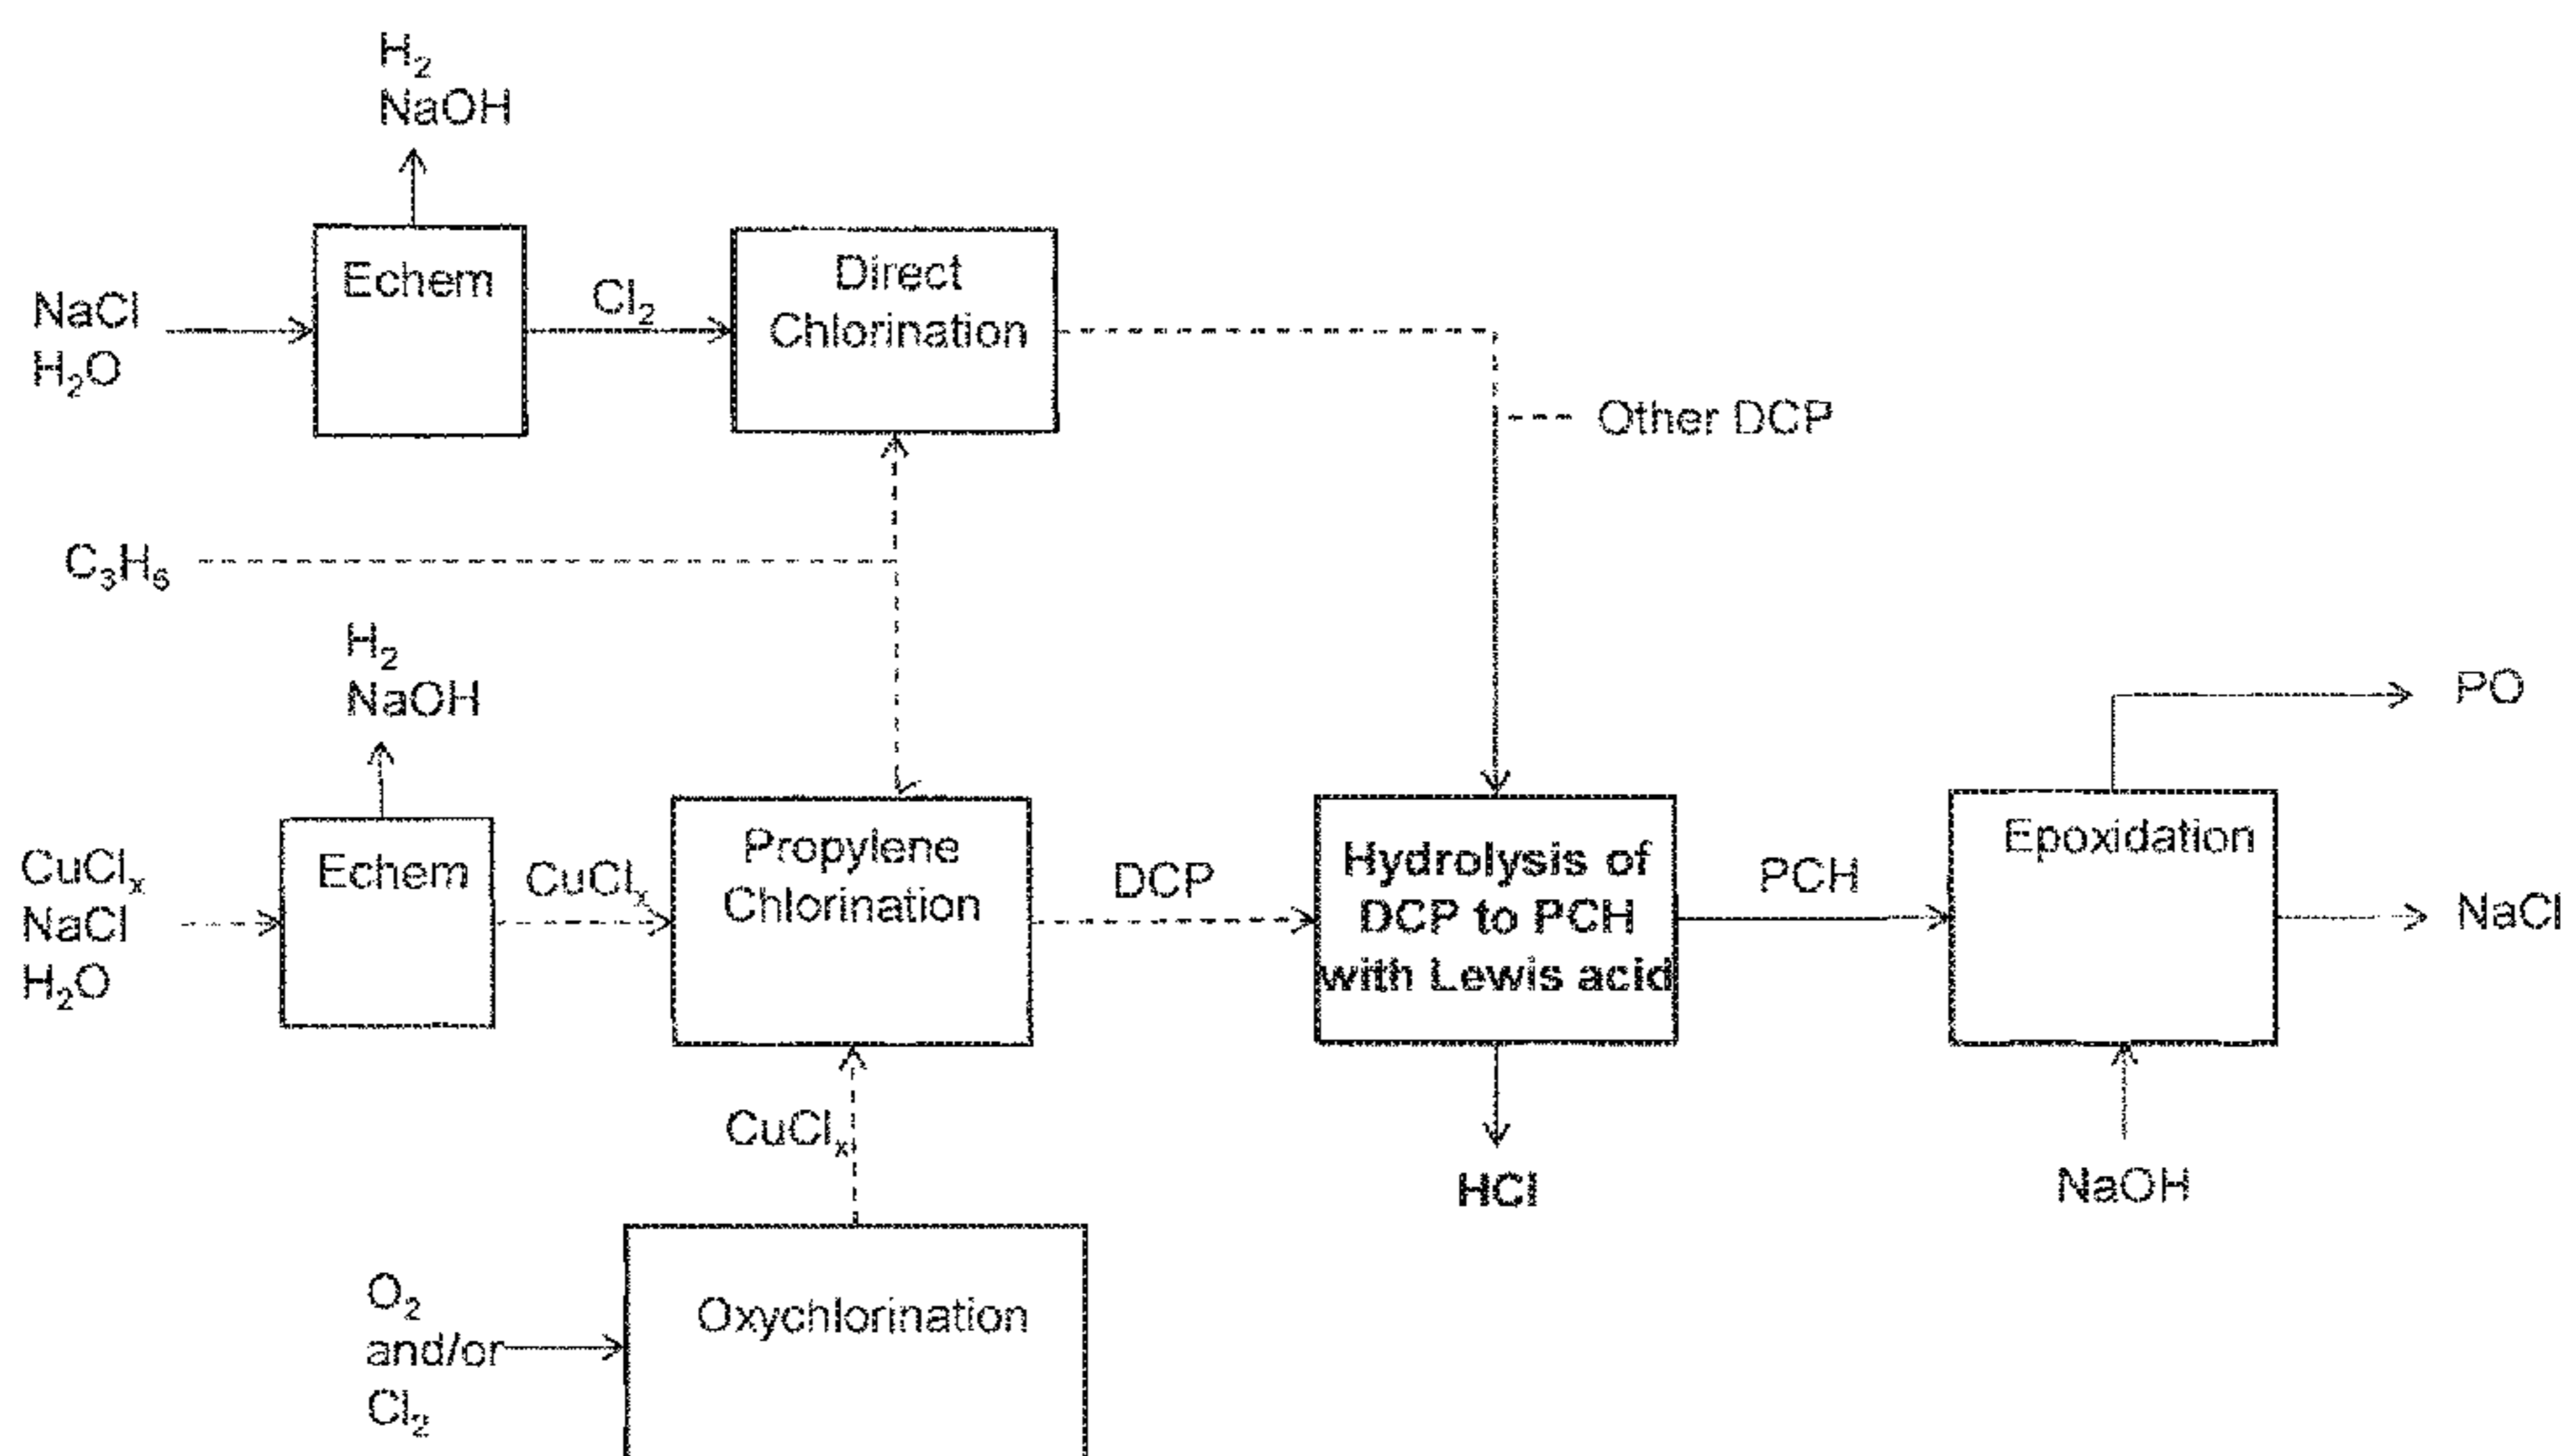 H₂
NaOH
NaCl
H₂O
Echem
Cl₂
Direct
Chlorination
Other DCP
C₃H₆
H₂
NaOH
CuClₓ
NaCl
H₂O
Echem
CuClₓ
Propylene
Chlorination
DCP
Hydrolysis of
DCP to PCH
with Lewis acid
PCH
Epoxidation
PO
NaCl
NaOH
HCl
CuClₓ
O₂
and/or
Cl₂
Oxychlorination